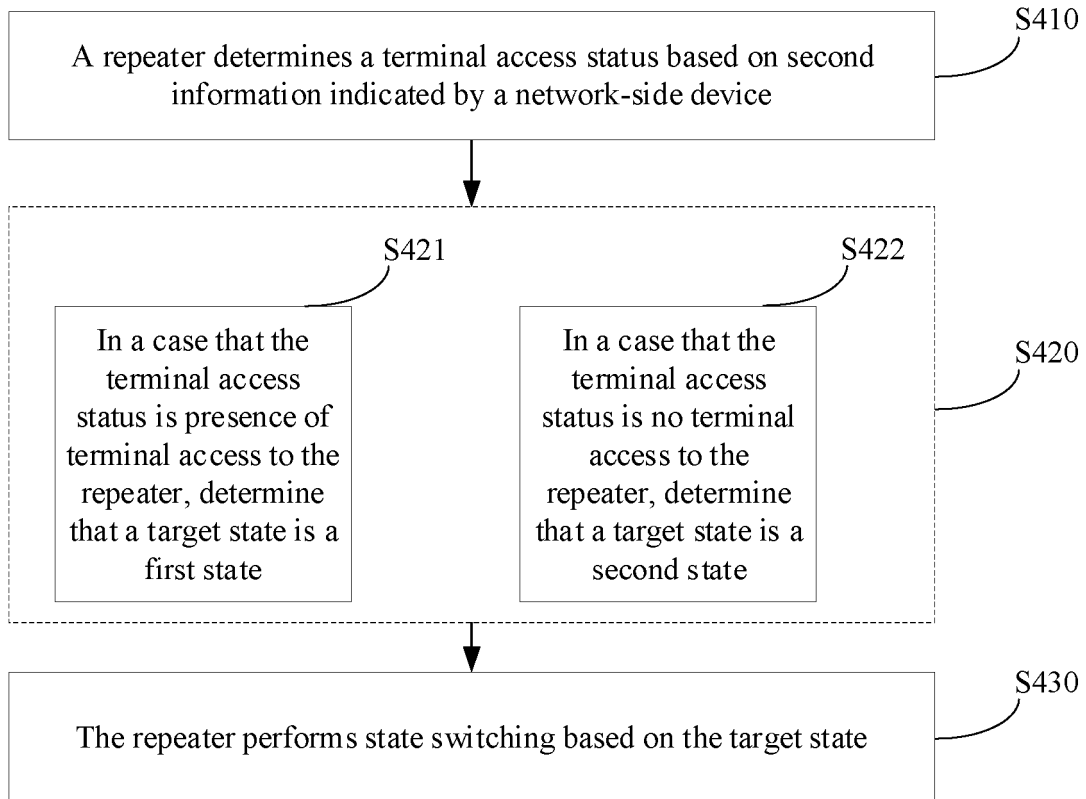 S410
A repeater determines a terminal access status based on second
information indicated by a network-side device
S421
S422
In a case that the
terminal access
status is presence of
terminal access to the
repeater, determine
that a target state is a
first state
In a case that the
terminal access
status is no terminal
access to the
repeater, determine
that a target state is a
second state
S420
S430
The repeater performs state switching based on the target state